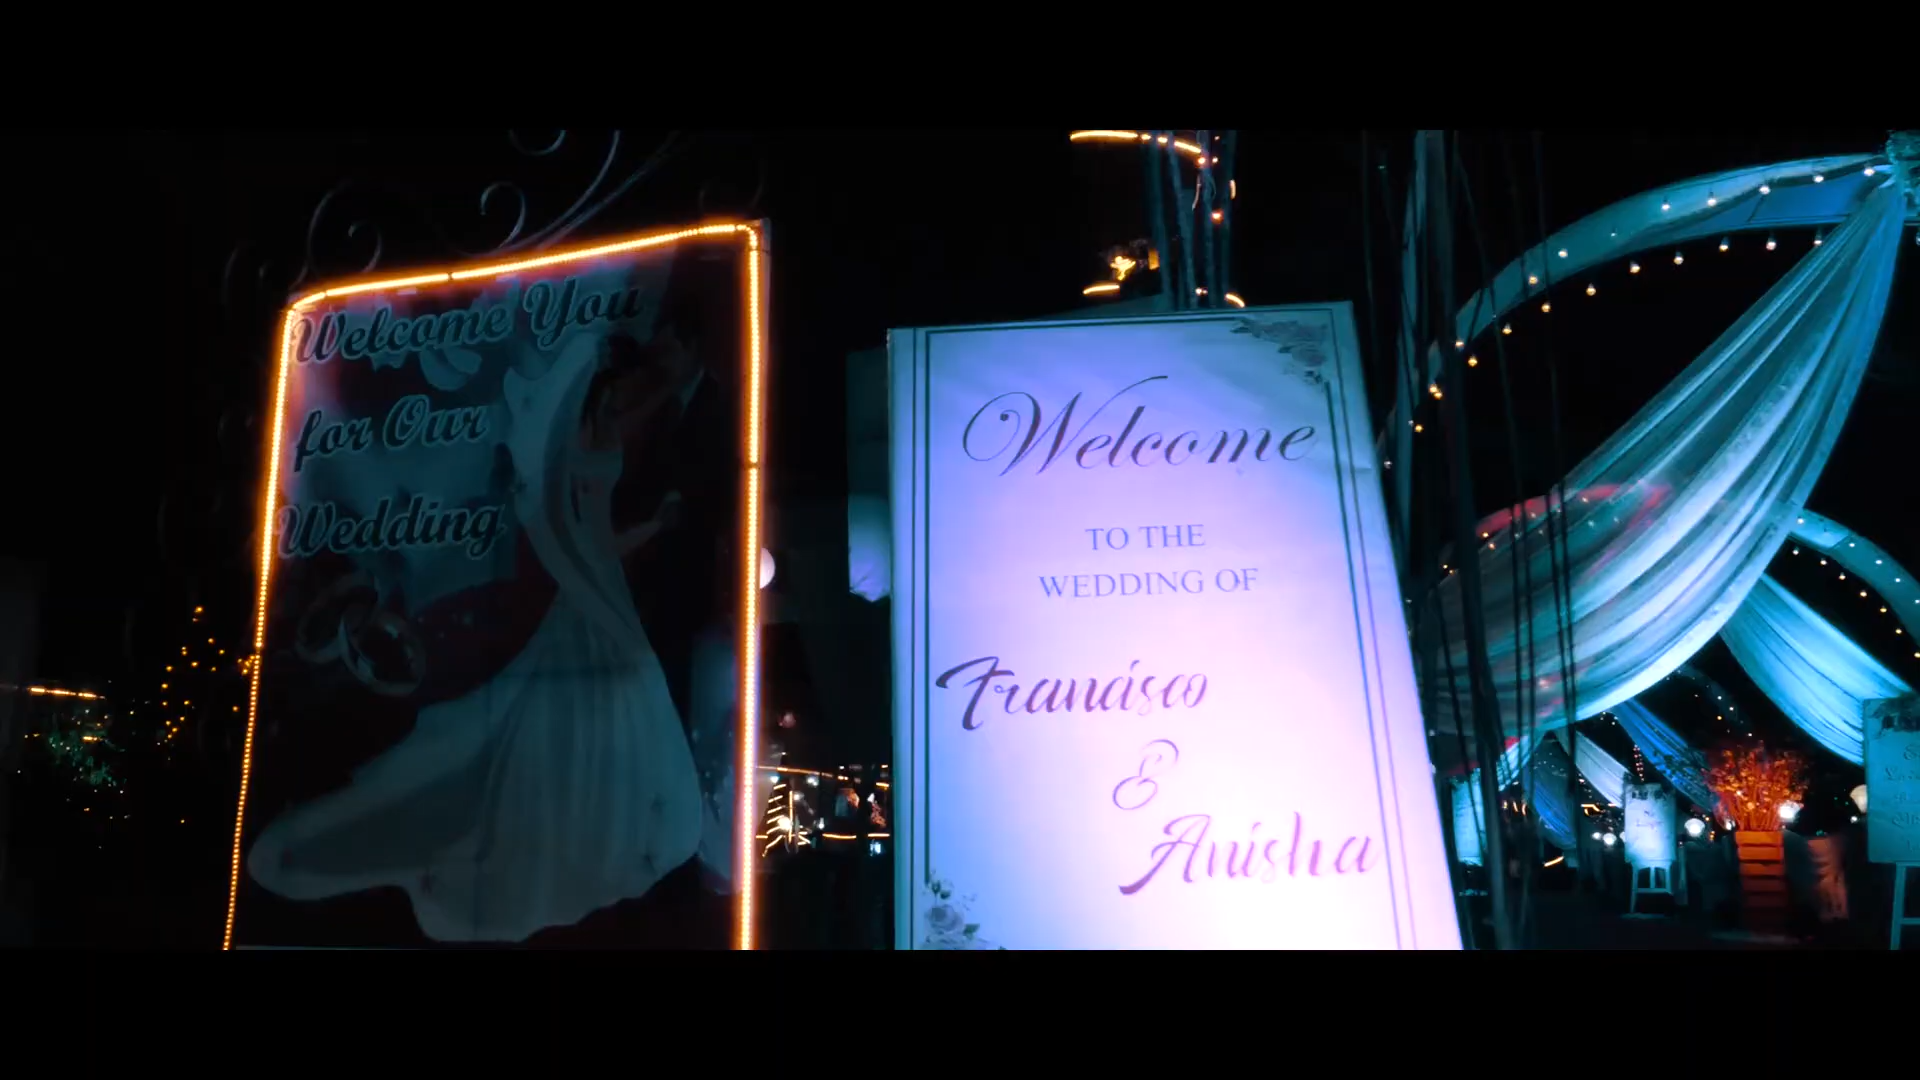 Welcome You
for Our
Wedding
Welcome
TO THE
WEDDING OF
Francisco
&
Anisha